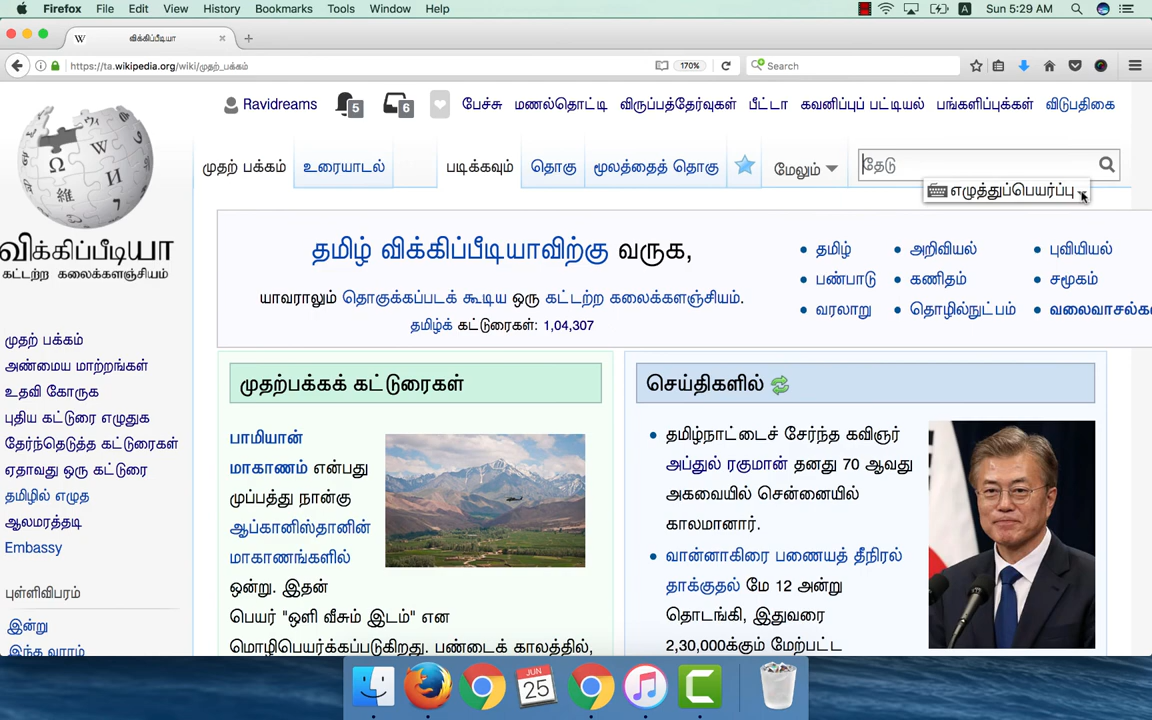 Firefox File Edit View History Bookmarks Tools Window Help A Sun 5:29 AM
விக்கிப்பீடியா
https://ta.wikipedia.org/wiki/முதற்_பக்கம் 170% Search
Ravidreams 5 6 பேச்சு மணல்தொட்டி விருப்பத்தேர்வுகள் பீட்டா கவனிப்புப் பட்டியல் பங்களிப்புக்கள் விடுபதிகை
முதற் பக்கம் உரையாடல் படிக்கவும் தொகு மூலத்தைத் தொகு மேலும் தேடு
எழுத்துப்பெயர்ப்பு
விக்கிப்பீடியா
கட்டற்ற கலைக்களஞ்சியம்
முதற் பக்கம்
அண்மைய மாற்றங்கள்
உதவி கோருக
புதிய கட்டுரை எழுதுக
தேர்ந்தெடுத்த கட்டுரைகள்
ஏதாவது ஒரு கட்டுரை
தமிழில் எழுத
ஆலமரத்தடி
Embassy
புள்ளிவிபரம்
இன்று
இந்த வாரம்
தமிழ் விக்கிப்பீடியாவிற்கு வருக,
யாவராலும் தொகுக்கப்படக் கூடிய ஒரு கட்டற்ற கலைக்களஞ்சியம்.
தமிழ்க் கட்டுரைகள்: 1,04,307
தமிழ் அறிவியல் புவியியல்
பண்பாடு கணிதம் சமூகம்
வரலாறு தொழில்நுட்பம் வலைவாசல்க
முதற்பக்கக் கட்டுரைகள்
பாமியான்
மாகாணம் என்பது
முப்பத்து நான்கு
ஆப்கானிஸ்தானின்
மாகாணங்களில்
ஒன்று. இதன்
பெயர் "ஒளி வீசும் இடம்" என
மொழிபெயர்க்கப்படுகிறது. பண்டைக் காலத்தில்,
செய்திகளில்
தமிழ்நாட்டைச் சேர்ந்த கவிஞர்
அப்துல் ரகுமான் தனது 70 ஆவது
அகவையில் சென்னையில்
காலமானார்.
வான்னாகிரை பணையத் தீநிரல்
தாக்குதல் மே 12 அன்று
தொடங்கி, இதுவரை
2,30,000க்கும் மேற்பட்ட
JUN
25